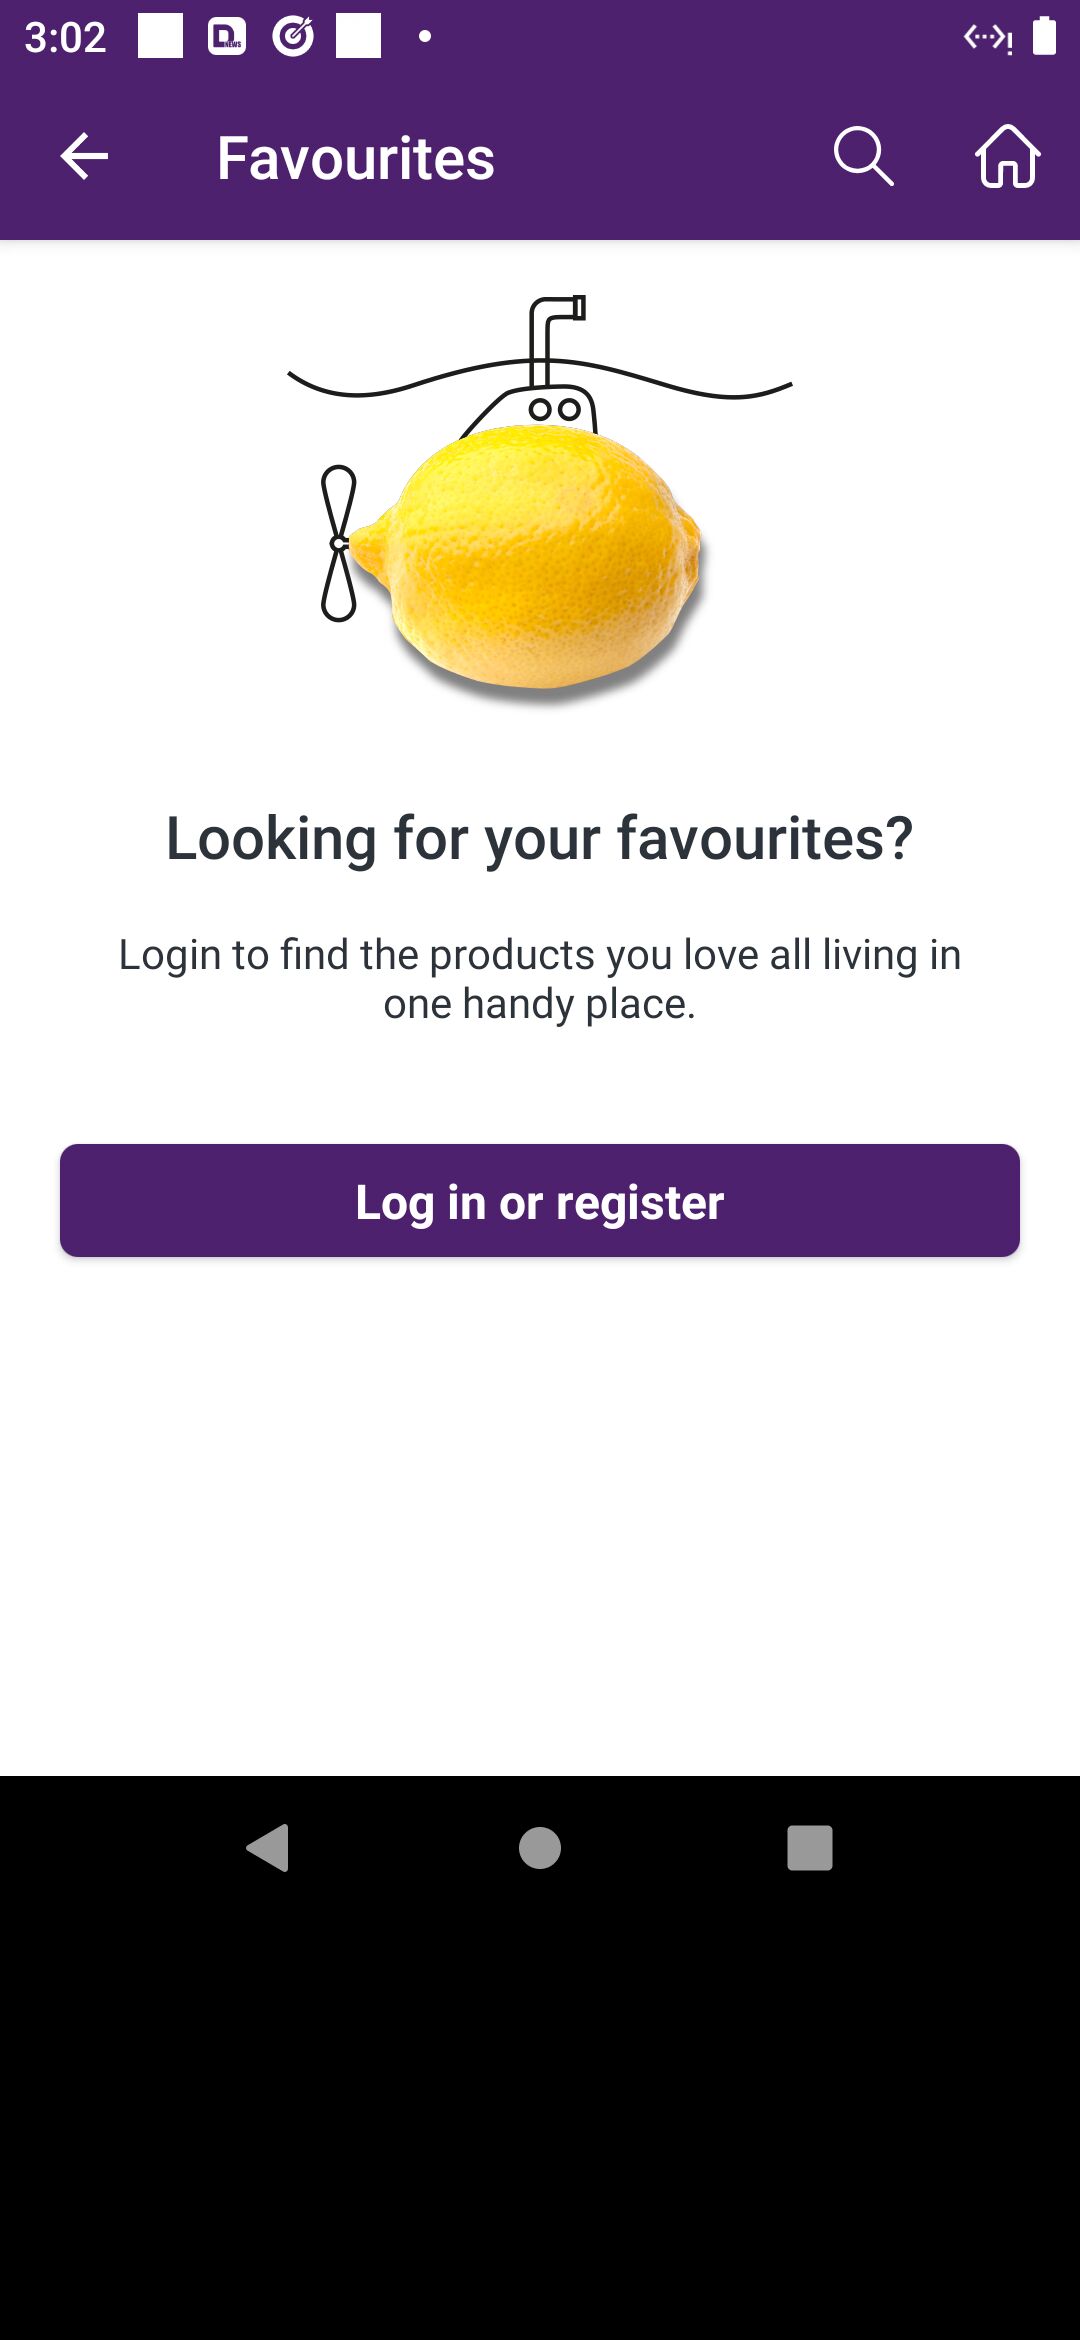 3:02
D NEWS
Favourites
Looking for your favourites?
Login to find the products you love all living in
one handy place.
Log in or register